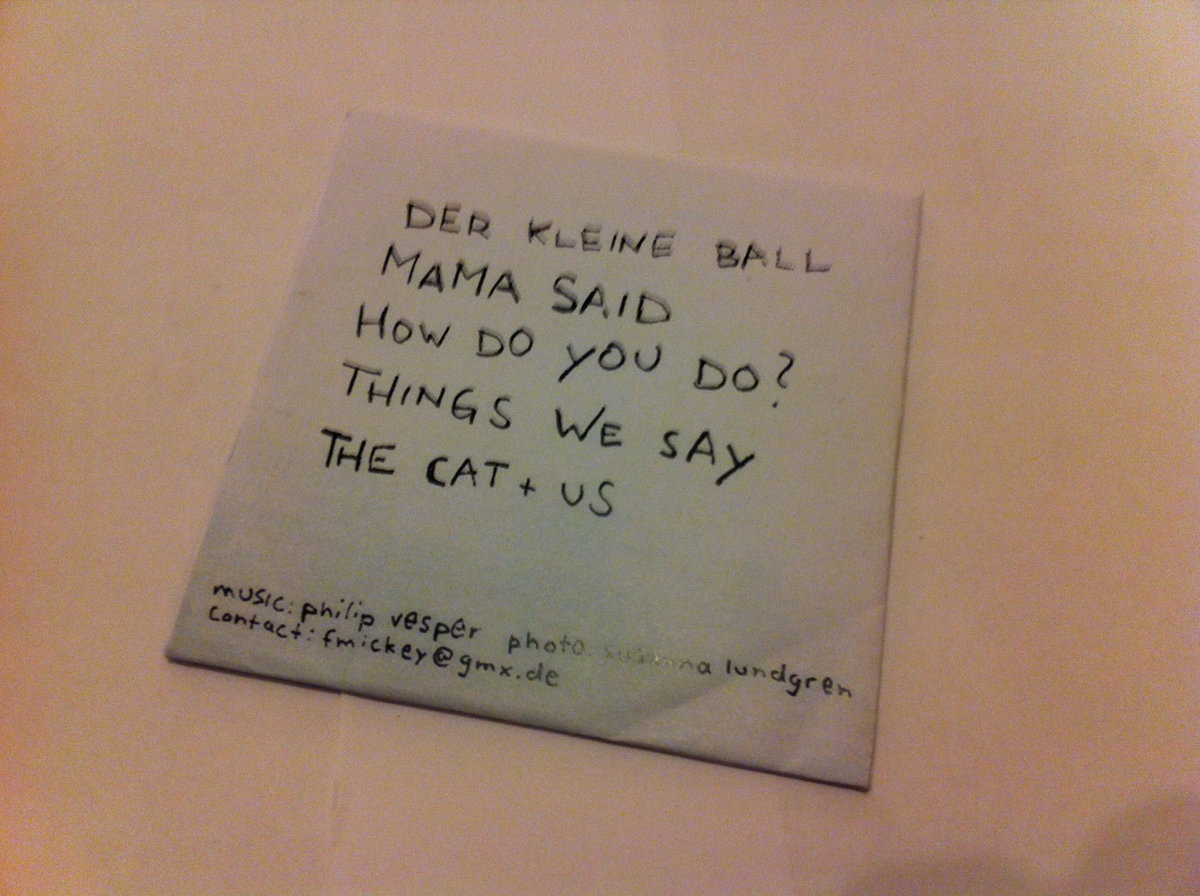 DER KLEINE BALL
MAMA SAID
HOW DO YOU DO?
THINGS WE SAY
THE CAT + US
music: philip vesper photo: susanna lundgren
contact: fmickey@gmx.de